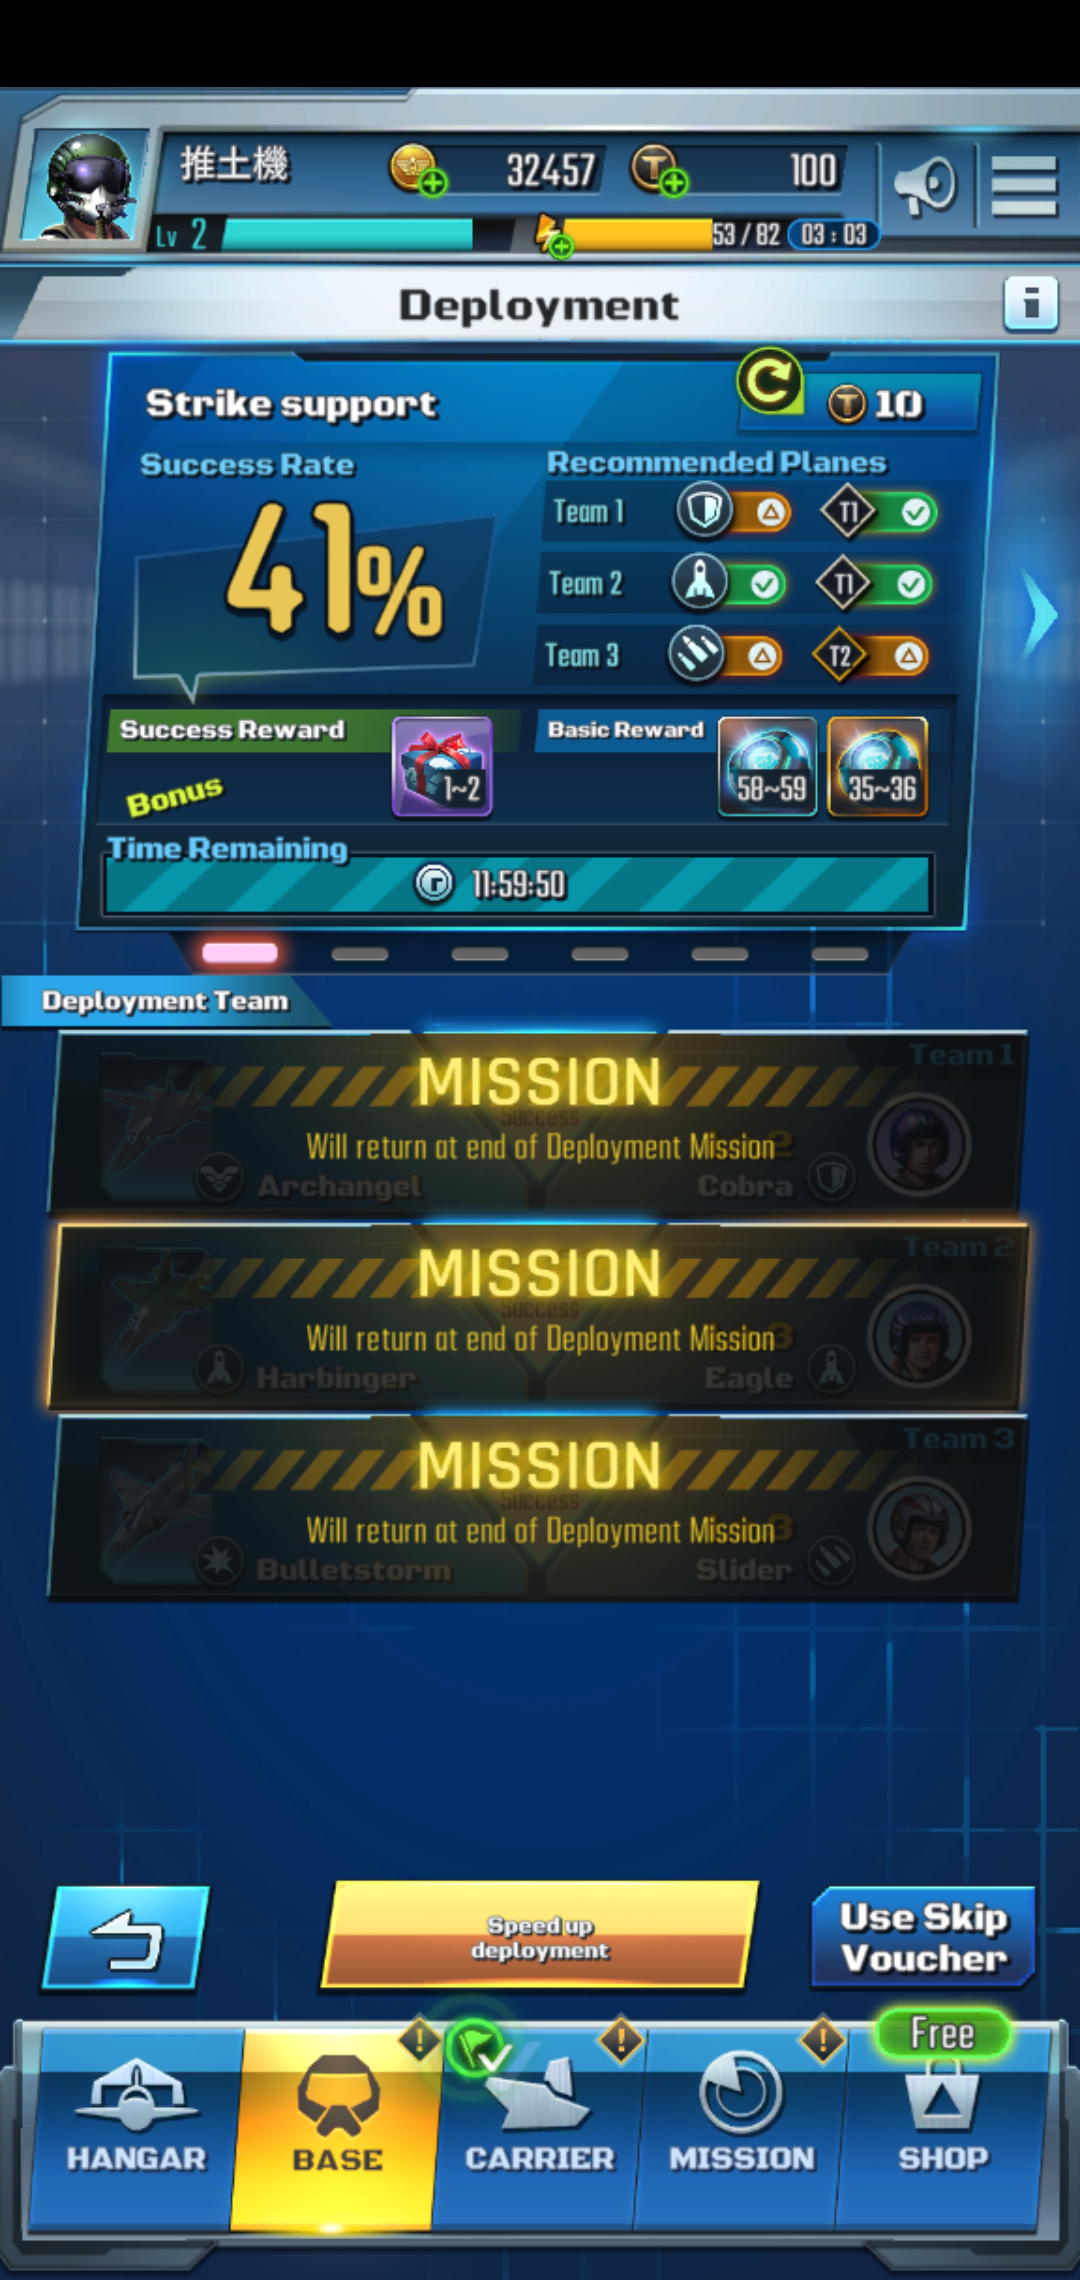 推土機
32457
100
Lv 2
53 / 82
03 : 03
Deployment
Strike support
10
Success Rate
41%
Recommended Planes
Team 1
T1
Team 2
T1
Team 3
T2
Success Reward
Bonus
1~2
Basic Reward
58~59
35~36
Time Remaining
11:59:50
Deployment Team
Team 1
MISSION
Success
Will return at end of Deployment Mission
Archangel
Cobra
Team 2
MISSION
Success
Will return at end of Deployment Mission
Harbinger
Eagle
Team 3
MISSION
Success
Will return at end of Deployment Mission
Bulletstorm
Slider
Speed up
deployment
Use Skip
Voucher
Free
HANGAR
BASE
CARRIER
MISSION
SHOP